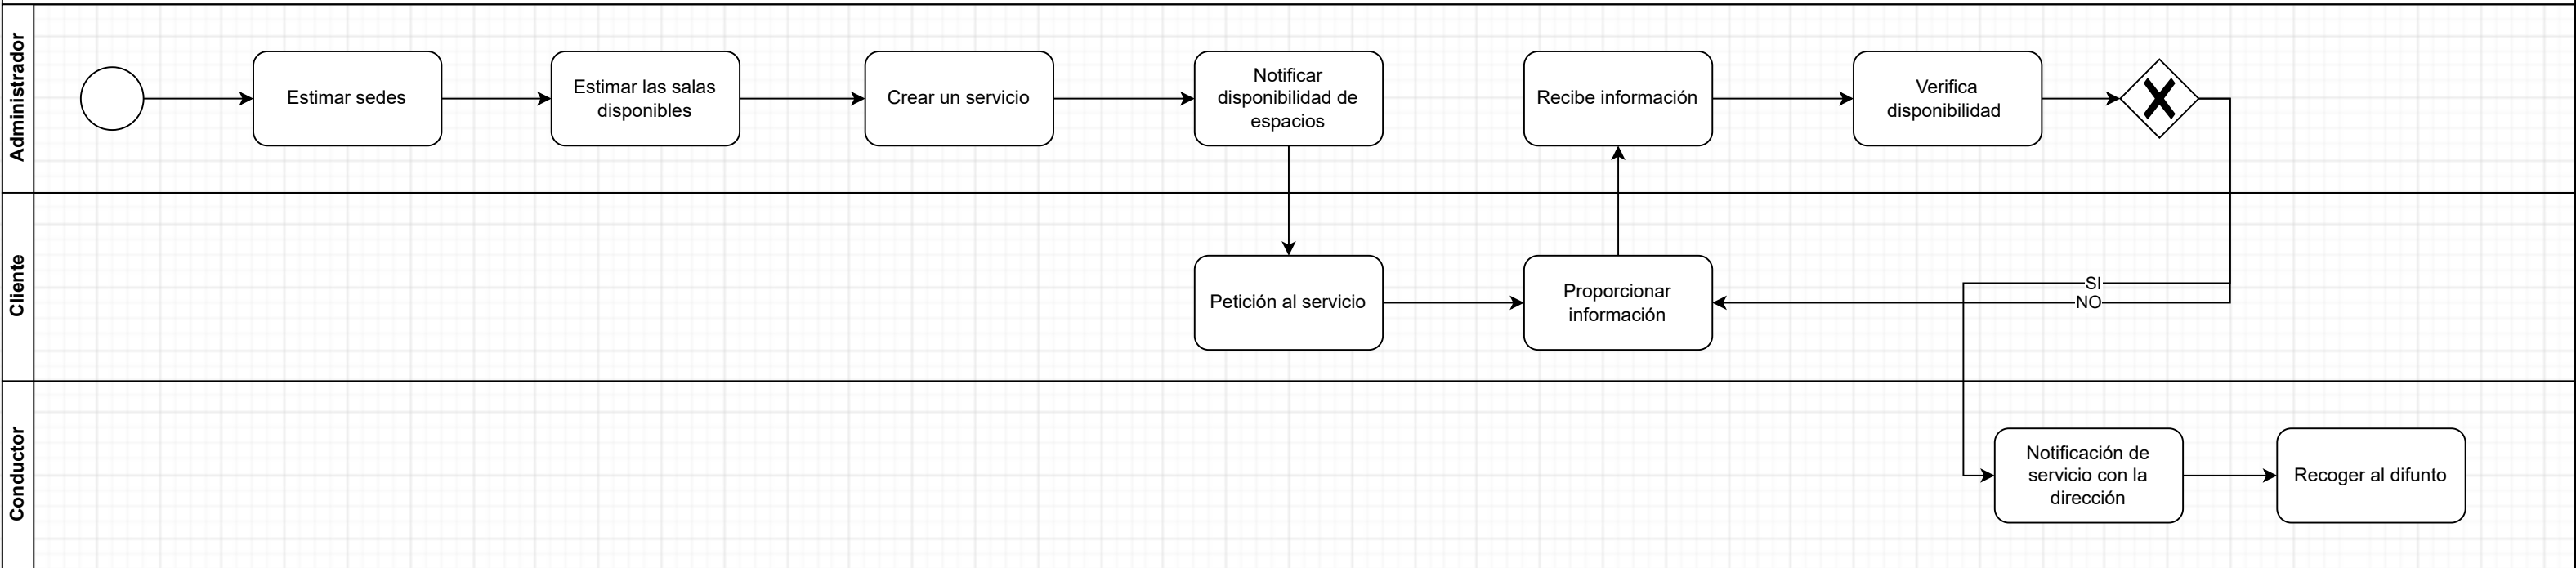 Administrador
Estimar sedes
Estimar las salas
disponibles
Crear un servicio
Notificar
disponibilidad de
espacios
Recibe información
Verifica
disponibilidad
Cliente
Petición al servicio
Proporcionar
información
SI
NO
Conductor
Notificación de
servicio con la
dirección
Recoger al difunto